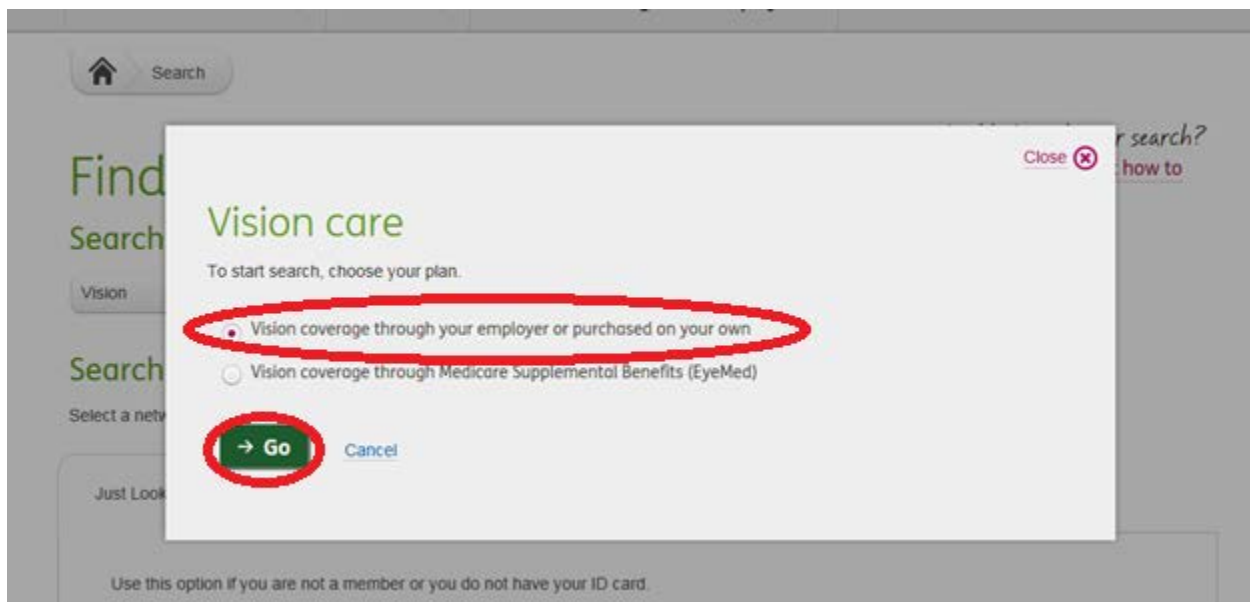 Search
r search?
Close
how to
Find
Vision care
Search
To start search, choose your plan.
Vision
Vision coverage through your employer or purchased on your own
Search
Vision coverage through Medicare Supplemental Benefits (EyeMed)
Select a netw
→ Go
Cancel
Just Look
Use this option if you are not a member or you do not have your ID card.